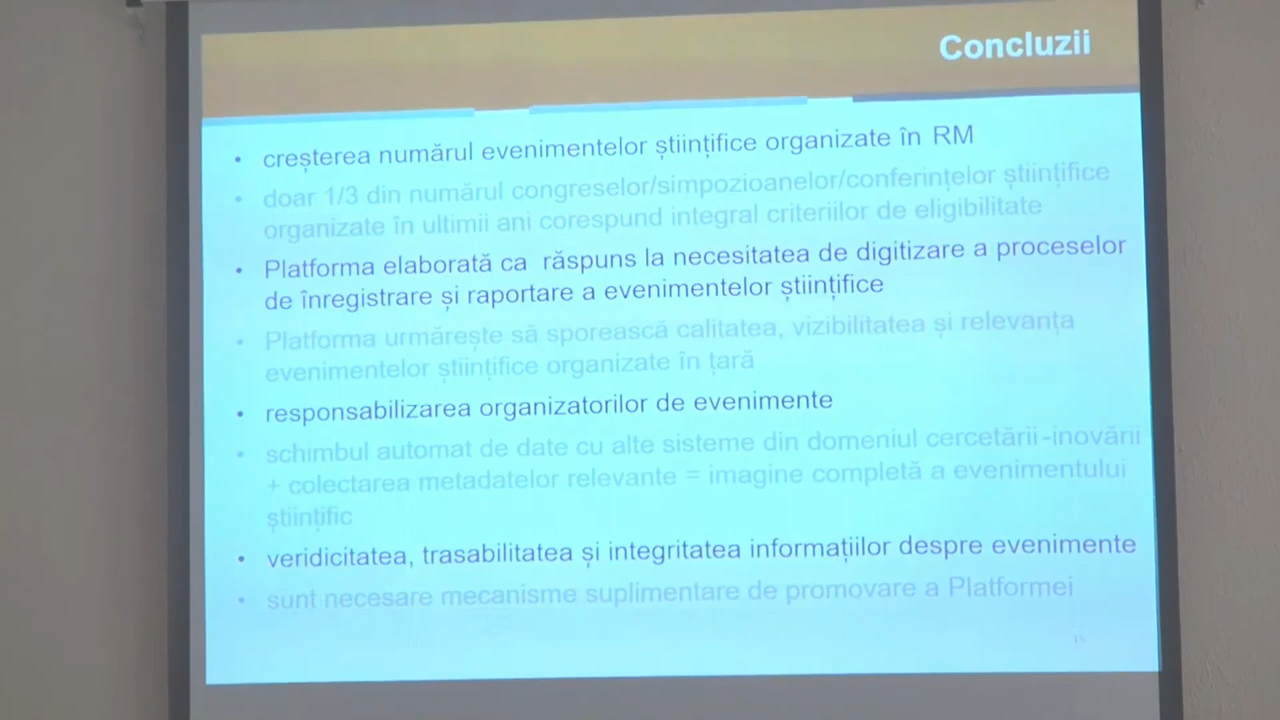 Concluzii
• creșterea numărul evenimentelor științifice organizate în RM
• doar 1/3 din numărul congreselor/simpozioanelor/conferințelor științifice
organizate în ultimii ani corespund integral criteriilor de eligibilitate
• Platforma elaborată ca răspuns la necesitatea de digitizare a proceselor
de înregistrare și raportare a evenimentelor științifice
• Platforma urmărește să sporească calitatea, vizibilitatea și relevanța
evenimentelor științifice organizate în țară
• responsabilizarea organizatorilor de evenimente
• schimbul automat de date cu alte sisteme din domeniul cercetării-inovării
+ colectarea metadatelor relevante = imagine completă a evenimentului
științific
• veridicitatea, trasabilitatea și integritatea informațiilor despre evenimente
• sunt necesare mecanisme suplimentare de promovare a Platformei